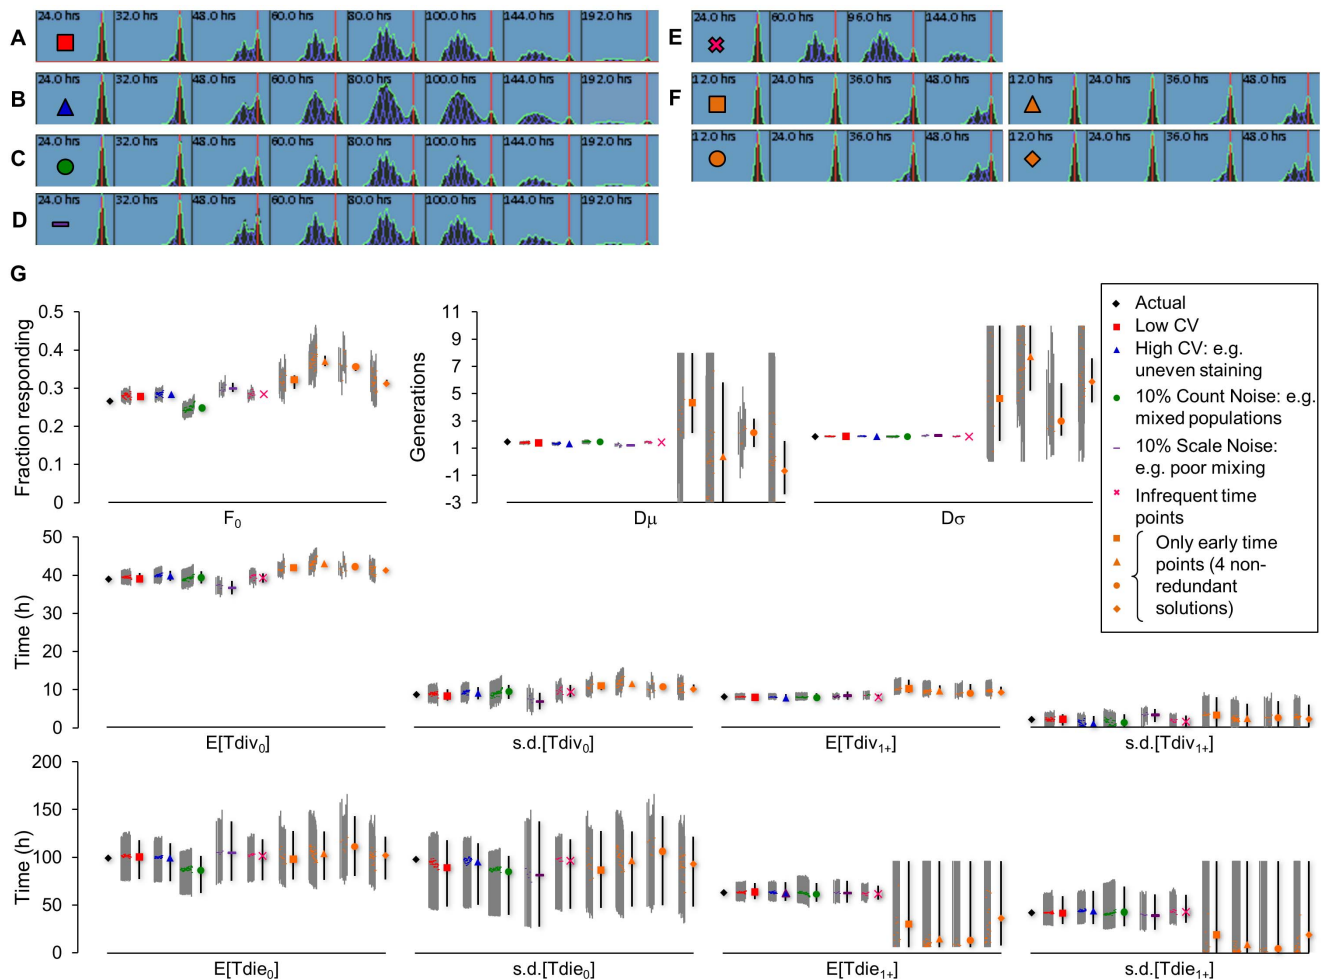 A
24.0 hrs 32.0 hrs 48.0 hrs 60.0 hrs 80.0 hrs 100.0 hrs 144.0 hrs 192.0 hrs
E
24.0 hrs 60.0 hrs 96.0 hrs 144.0 hrs
B
24.0 hrs 32.0 hrs 48.0 hrs 60.0 hrs 80.0 hrs 100.0 hrs 144.0 hrs 192.0 hrs
F
12.0 hrs 24.0 hrs 36.0 hrs 48.0 hrs 12.0 hrs 24.0 hrs 36.0 hrs 48.0 hrs
C
24.0 hrs 32.0 hrs 48.0 hrs 60.0 hrs 80.0 hrs 100.0 hrs 144.0 hrs 192.0 hrs
12.0 hrs 24.0 hrs 36.0 hrs 48.0 hrs 12.0 hrs 24.0 hrs 36.0 hrs 48.0 hrs
D
24.0 hrs 32.0 hrs 48.0 hrs 60.0 hrs 80.0 hrs 100.0 hrs 144.0 hrs 192.0 hrs
G
Fraction responding
0.5
0.4
0.3
0.2
0.1
0
F₀
Generations
11
9
7
5
3
1
-1
-3
Dμ
Dσ
Actual
Low CV
High CV: e.g.
uneven staining
10% Count Noise: e.g.
mixed populations
10% Scale Noise:
e.g. poor mixing
Infrequent time
points
Only early time
points (4 non-
redundant
solutions)
Time (h)
50
40
30
20
10
0
E[Tdiv₀]
s.d.[Tdiv₀]
E[Tdiv₁₊]
s.d.[Tdiv₁₊]
Time (h)
200
150
100
50
0
E[Tdie₀]
s.d.[Tdie₀]
E[Tdie₁₊]
s.d.[Tdie₁₊]